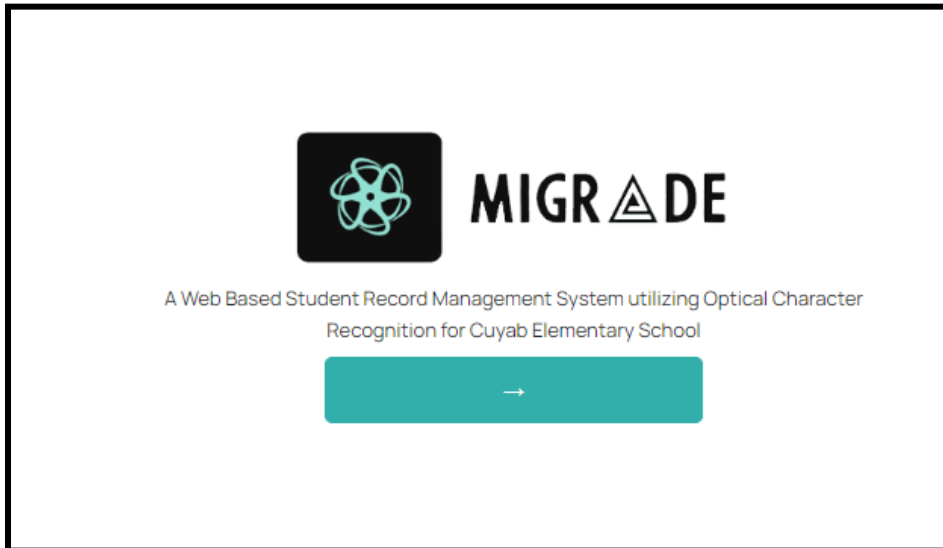 MIGRADE
A Web Based Student Record Management System utilizing Optical Character
Recognition for Cuyab Elementary School
→